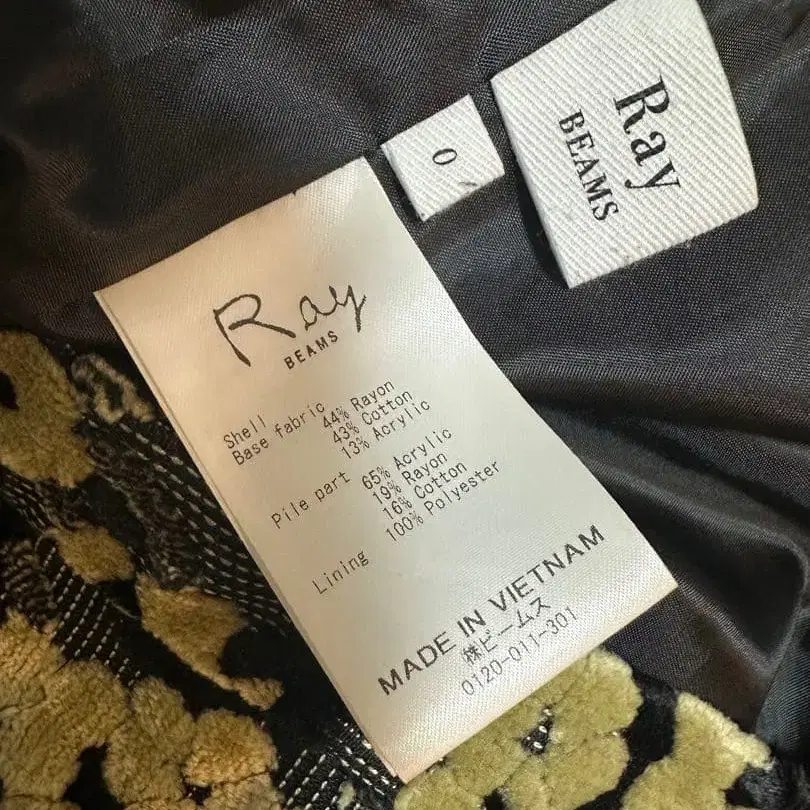 Ray
BEAMS
0
Ray
BEAMS
Shell
Base fabric 44% Rayon
43% Cotton
13% Acrylic
Pile part 65% Acrylic
19% Rayon
16% Cotton
Lining 100% Polyester
MADE IN VIETNAM
㈱ビームス
0120-011-301